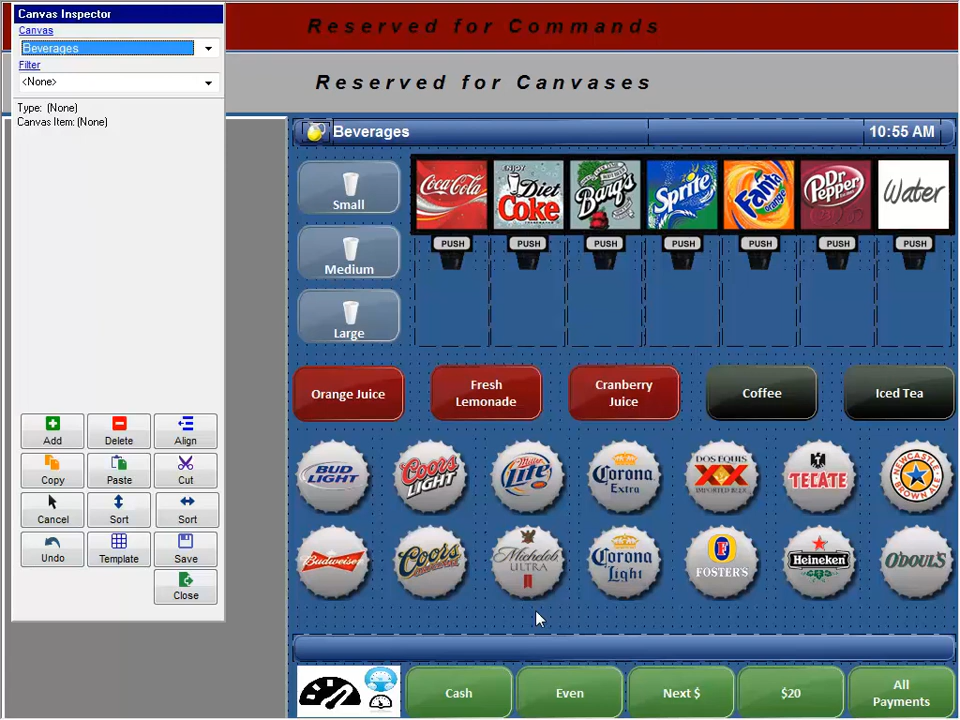 Canvas Inspector
Canvas
Beverages
Filter
<None>
Type: (None)
Canvas Item: (None)
Add
Delete
Align
Copy
Paste
Cut
Cancel
Sort
Sort
Undo
Template
Save
Close
Reserved for Commands
Reserved for Canvases
Beverages
10:55 AM
Small
Medium
Large
Coca-Cola
ENJOY
Diet
Coke
Barq's
Sprite
Fanta
orange
Dr
Pepper
Water
PUSH
PUSH
PUSH
PUSH
PUSH
PUSH
PUSH
Orange Juice
Fresh
Lemonade
Cranberry
Juice
Coffee
Iced Tea
BUD
LIGHT
Coors
LIGHT
Miller
Lite
Corona
Extra
DOS EQUIS
XX
IMPORTED BEER
TECATE
NEWCASTLE
BROWN ALE
Budweiser
Coors
Michelob
ULTRA
Corona
Light
F
FOSTER'S
Heineken
O'DOUL'S
Cash
Even
Next $
$20
All
Payments